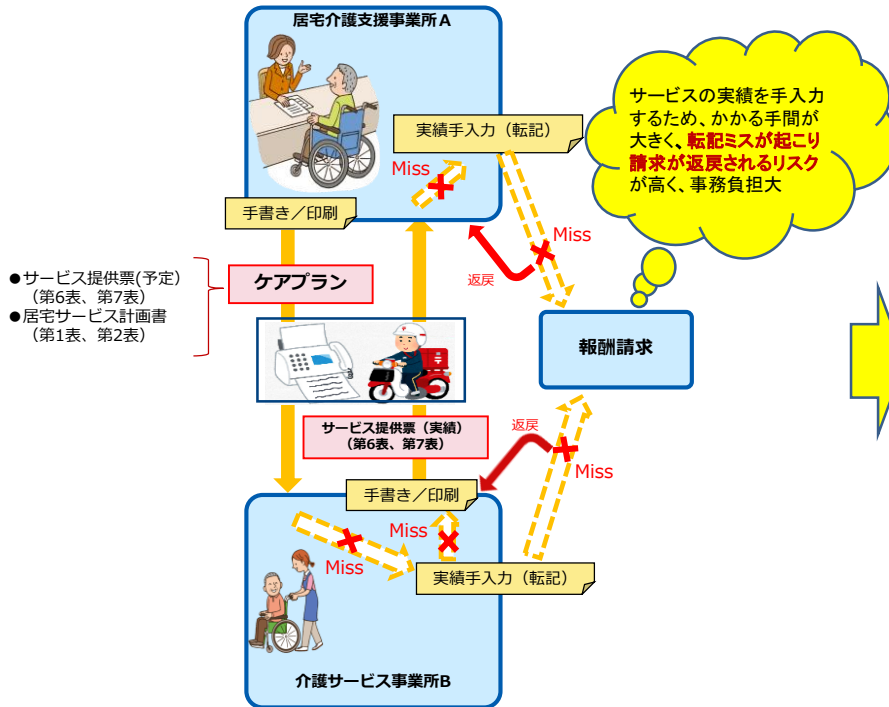 居宅介護支援事業所A
サービスの実績を手入力
するため、かかる手間が
大きく、転記ミスが起こり
請求が返戻されるリスク
が高く、事務負担大
実績手入力（転記）
Miss
手書き／印刷
Miss
返戻
●サービス提供票(予定)
（第6表、第7表）
●居宅サービス計画書
（第1表、第2表）
ケアプラン
報酬請求
サービス提供票（実績）
（第6表、第7表）
返戻
Miss
手書き／印刷
Miss
Miss
実績手入力（転記）
介護サービス事業所B